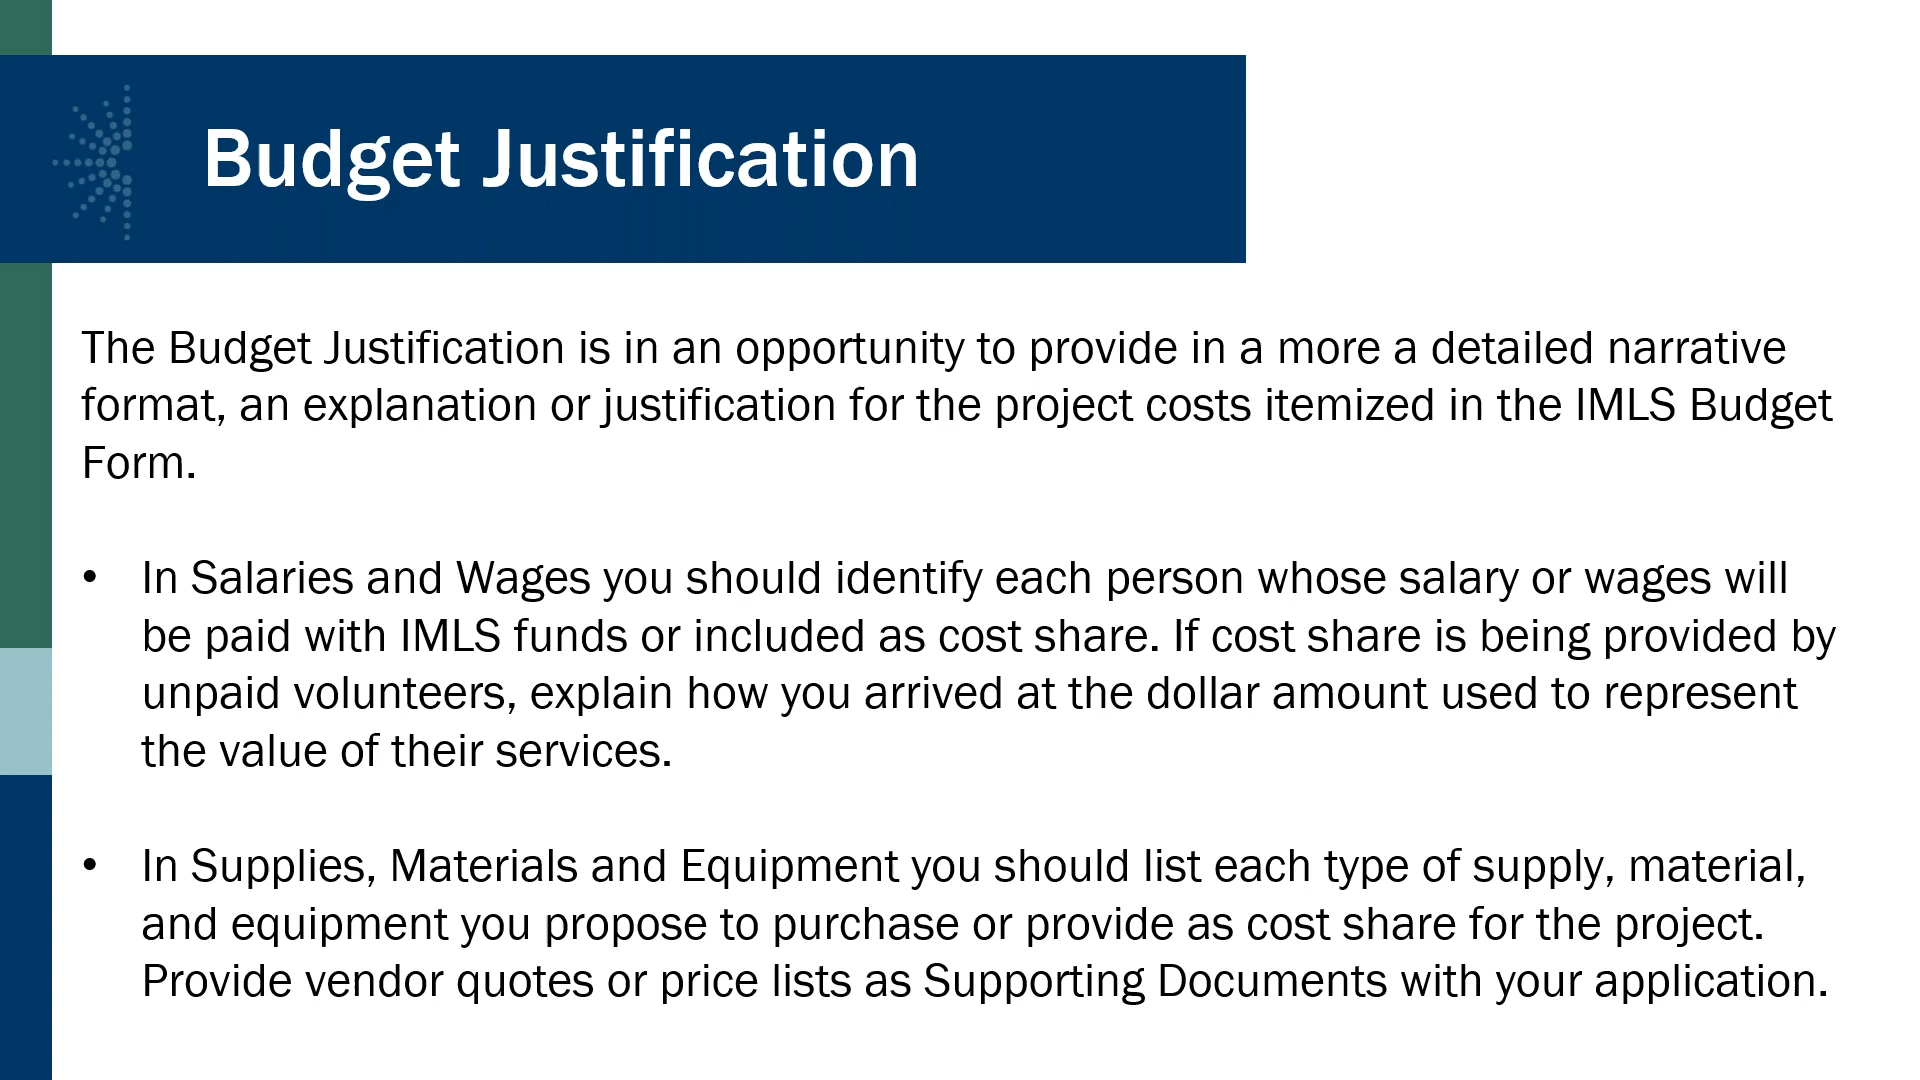 Budget Justification
The Budget Justification is in an opportunity to provide in a more a detailed narrative
format, an explanation or justification for the project costs itemized in the IMLS Budget
Form.
• In Salaries and Wages you should identify each person whose salary or wages will
be paid with IMLS funds or included as cost share. If cost share is being provided by
unpaid volunteers, explain how you arrived at the dollar amount used to represent
the value of their services.
• In Supplies, Materials and Equipment you should list each type of supply, material,
and equipment you propose to purchase or provide as cost share for the project.
Provide vendor quotes or price lists as Supporting Documents with your application.